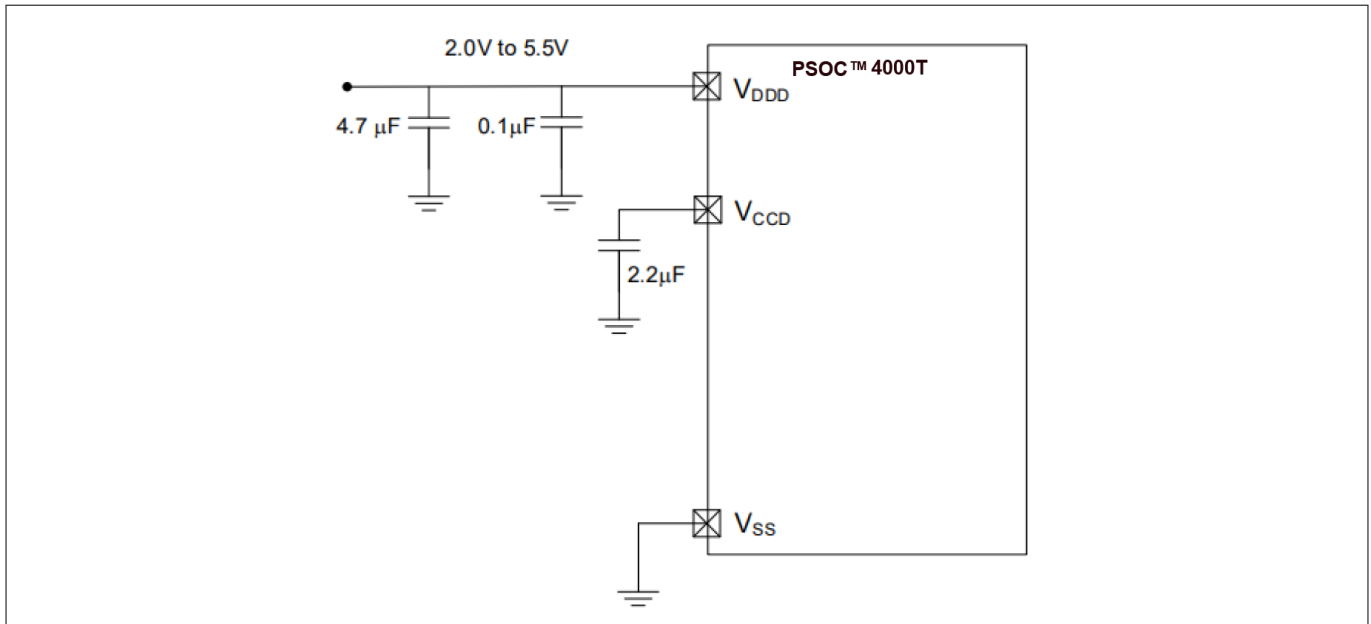 2.0V to 5.5V
PSOC™ 4000T
VDDD
4.7 μF
0.1μF
VCCD
2.2μF
VSS